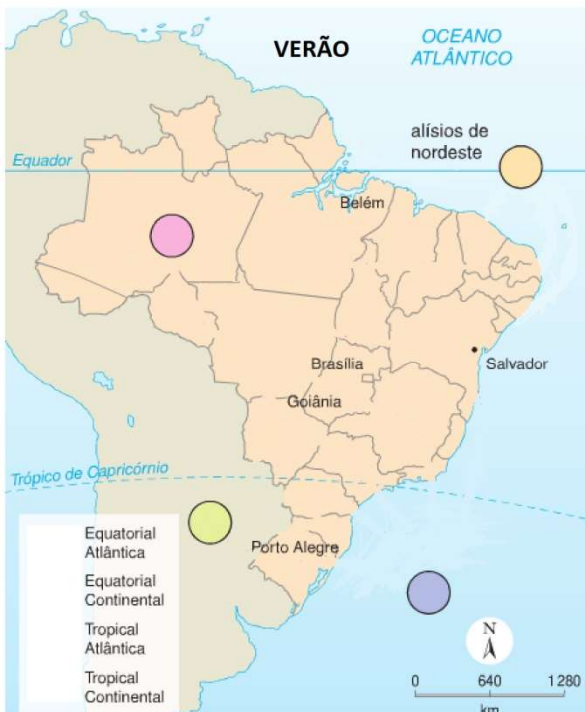 VERÃO
OCEANO
ATLÂNTICO
alísios de
nordeste
Equador
Belém
Brasília
Salvador
Goiânia
Trópico de Capricórnio
Porto Alegre
Equatorial
Atlântica
Equatorial
Continental
Tropical
Atlântica
Tropical
Continental
N
0 640 1 280
km